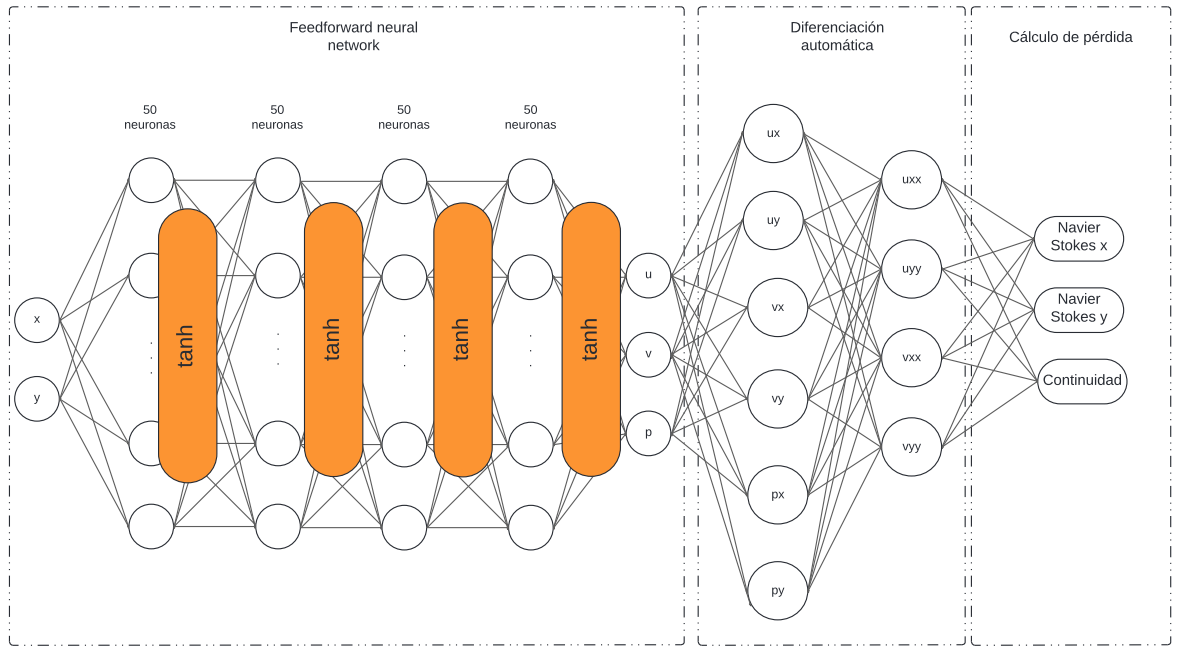 Feedforward neural
network
Diferenciación
automática
Cálculo de pérdida
50
neuronas
50
neuronas
50
neuronas
50
neuronas
x
y
tanh
tanh
tanh
tanh
u
v
p
ux
uy
vx
vy
px
py
uxx
uyy
vxx
vyy
Navier
Stokes x
Navier
Stokes y
Continuidad